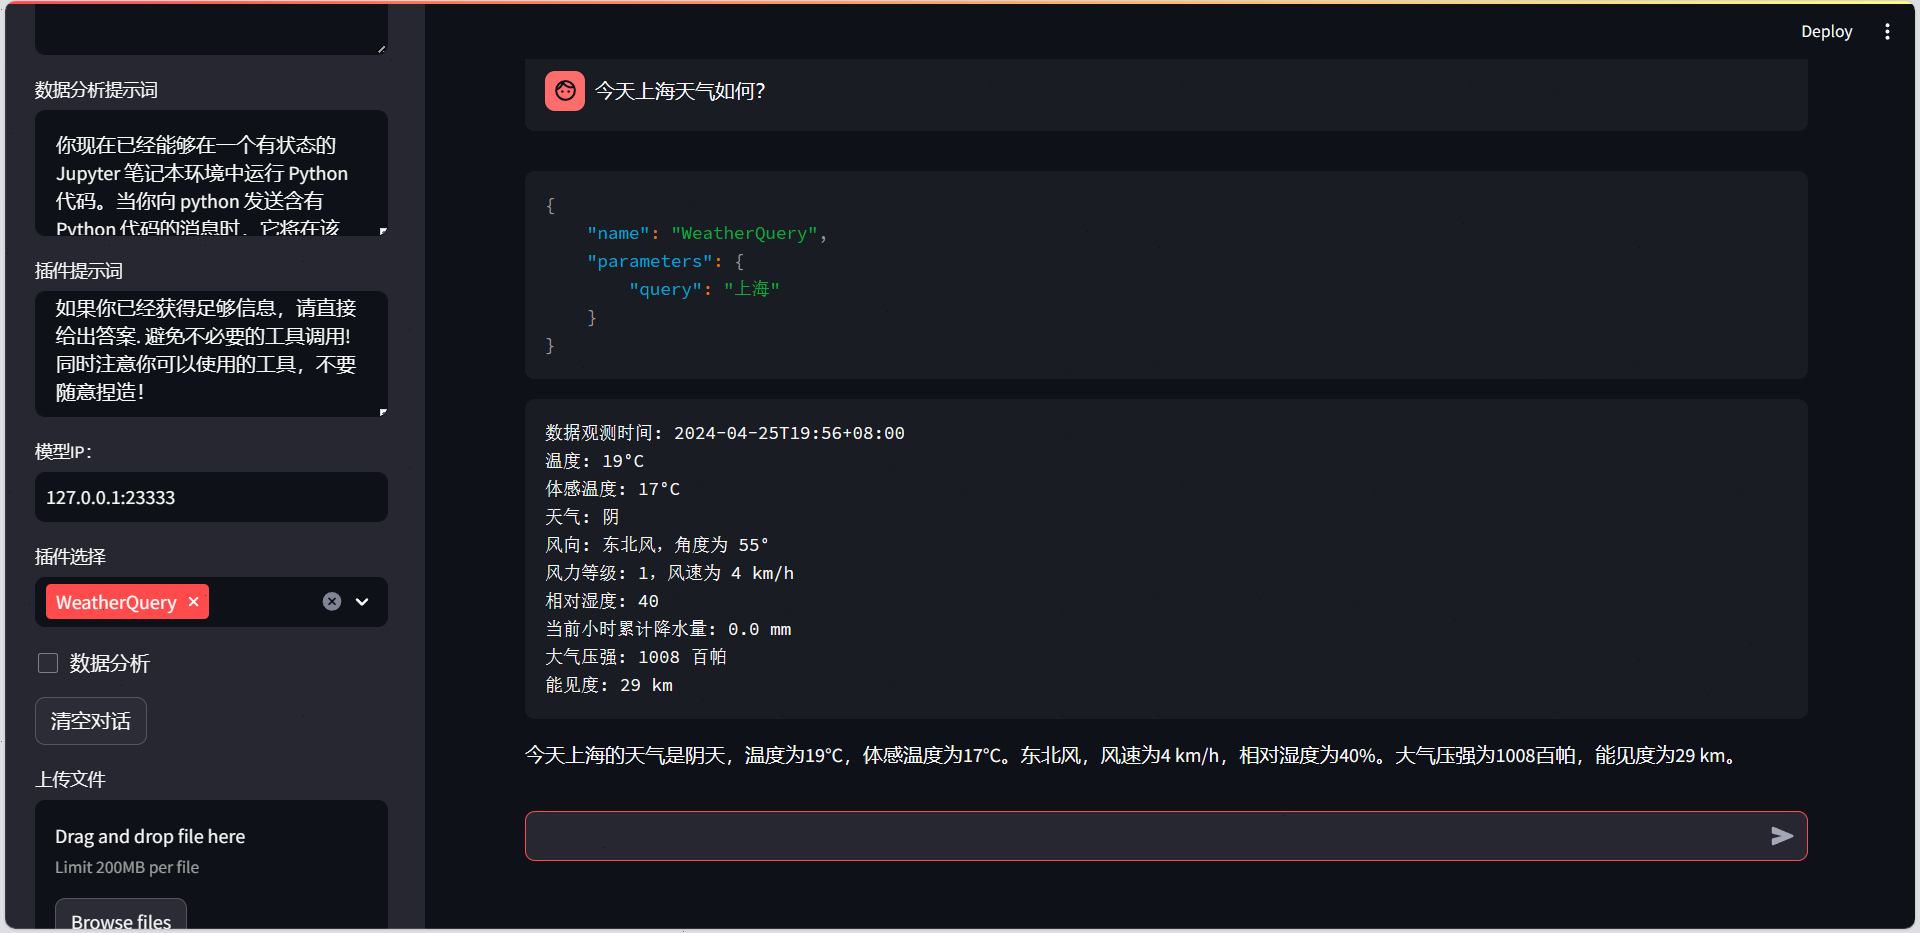 数据分析提示词
你现在已经能够在一个有状态的
Jupyter 笔记本环境中运行 Python
代码。当你向 python 发送含有
Python 代码的消息时，它将在该
插件提示词
如果你已经获得足够信息，请直接
给出答案. 避免不必要的工具调用!
同时注意你可以使用的工具，不要
随意捏造！
模型IP：
127.0.0.1:23333
插件选择
WeatherQuery
数据分析
清空对话
上传文件
Drag and drop file here
Limit 200MB per file
Browse files
Deploy
今天上海天气如何？
{
"name": "WeatherQuery",
"parameters": {
"query": "上海"
}
}
数据观测时间: 2024-04-25T19:56+08:00
温度: 19°C
体感温度: 17°C
天气: 阴
风向: 东北风，角度为 55°
风力等级: 1，风速为 4 km/h
相对湿度: 40
当前小时累计降水量: 0.0 mm
大气压强: 1008 百帕
能见度: 29 km
今天上海的天气是阴天，温度为19°C，体感温度为17°C。东北风，风速为4 km/h，相对湿度为40%。大气压强为1008百帕，能见度为29 km。